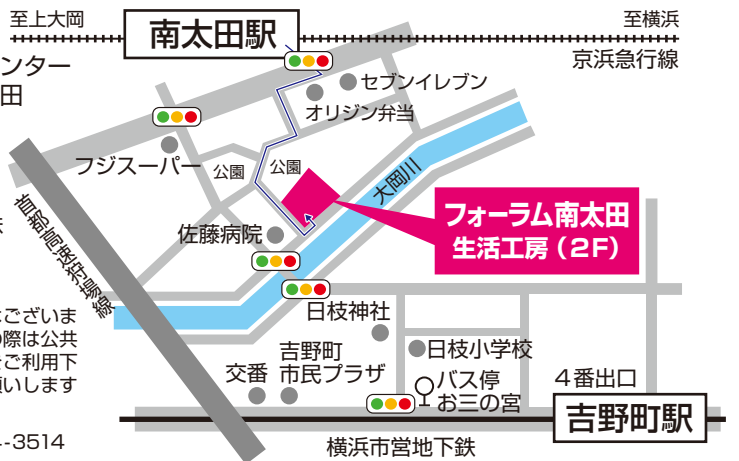 至上大岡
至横浜
南太田駅
京浜急行線
ンター
田
セブンイレブン
オリジン弁当
フジスーパー
公園
公園
大岡川
首都高速狩場線
フォーラム南太田
生活工房（2F）
佐藤病院
日枝神社
ございま
際は公共
ご利用下
願いします
吉野町
市民プラザ
日枝小学校
交番
バス停
お三の宮
４番出口
吉野町駅
-3514
横浜市営地下鉄